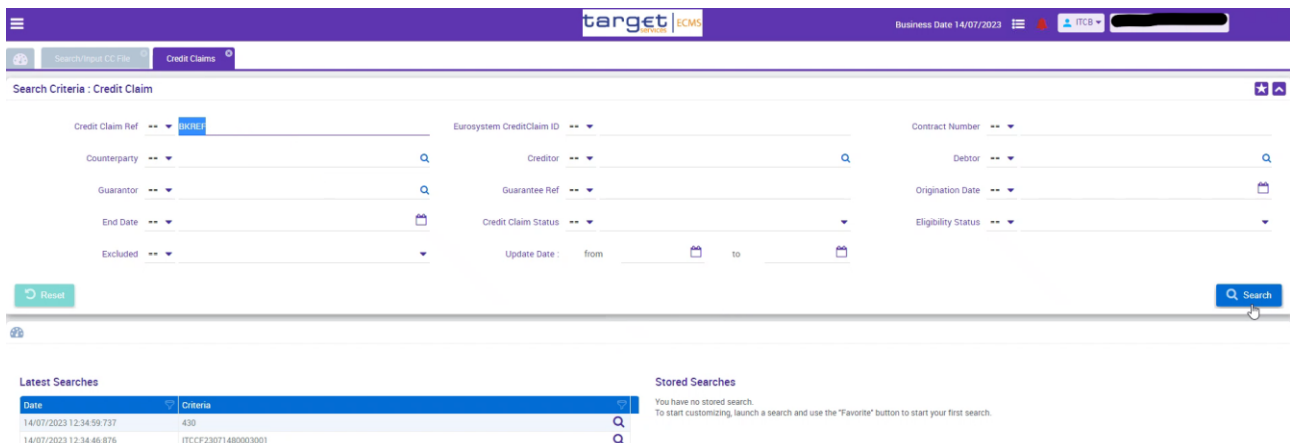 target services ECMS
Business Date 14/07/2023 ITCB
Search/Input CC File Credit Claims
Search Criteria : Credit Claim
Credit Claim Ref -- BKREF Eurosystem CreditClaim ID -- Contract Number --
Counterparty -- Creditor -- Debtor --
Guarantor -- Guarantee Ref -- Origination Date --
End Date -- Credit Claim Status -- Eligibility Status --
Excluded -- Update Date : from to
Reset Search
Latest Searches
Date Criteria
14/07/2023 12:34:59:737 430
14/07/2023 12:34:46:876 ITCCF23071480003001
Stored Searches
You have no stored search.
To start customizing, launch a search and use the "Favorite" button to start your first search.